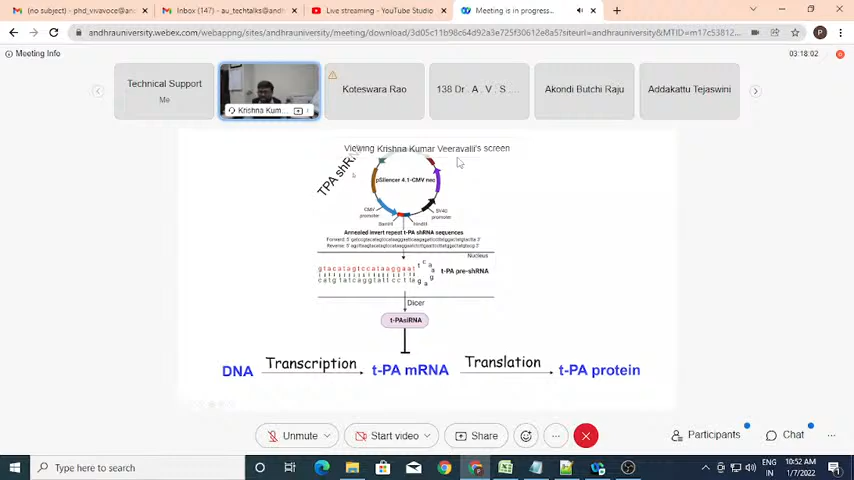 (no subject) - phd_vivavoce@an
Inbox (147) - au_techtalks@andh
Live streaming - YouTube Studio
Meeting is in progress...
andhrauniversity.webex.com/webappng/sites/andhrauniversity/meeting/download/3d05c11b98c64d92a3e725f30612e8a5?siteurl=andhrauniversity&MTID=m17c53812...
P
Meeting Info
03:18:02
Technical Support
Me
Krishna Kum...
Koteswara Rao
138 Dr . A . V . S ...
Akondi Butchi Raju
Addakattu Tejaswini
Viewing Krishna Kumar Veeravalli's screen
TPA shR
pSilencer 4.1-CMV neo
CMV
promoter
SV40
promoter
BamHI
HindIII
Annealed invert repeat t-PA shRNA sequences
Nucleus
gtacatagtccataaggaat
t-PA pre-shRNA
Dicer
t-PAsiRNA
DNA Transcription t-PA mRNA Translation t-PA protein
Unmute
Start video
Share
Participants
Chat
Type here to search
ENG
IN
10:52 AM
1/7/2022